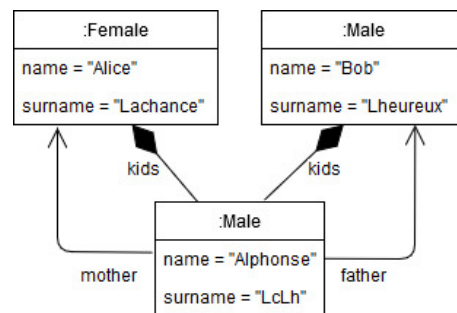 :Female
name = "Alice"
surname = "Lachance"
:Male
name = "Bob"
surname = "Lheureux"
kids
kids
:Male
name = "Alphonse"
surname = "LcLh"
mother
father